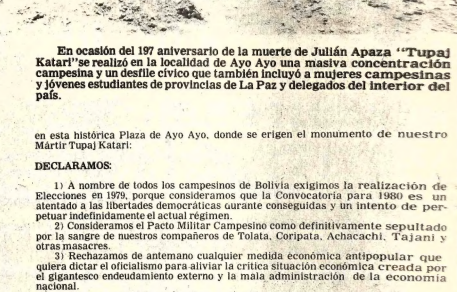 En ocasión del 197 aniversario de la muerte de Julián Apaza "Tupaj
Katari" se realizó en la localidad de Ayo Ayo una masiva concentración
campesina y un desfile cívico que también incluyó a mujeres campesinas
y jóvenes estudiantes de provincias de La Paz y delegados del interior del
país.
en esta histórica Plaza de Ayo Ayo, donde se erigen el monumento de nuestro
Mártir Tupaj Katari:
DECLARAMOS:
1) A nombre de todos los campesinos de Bolivia exigimos la realización de
Elecciones en 1979, porque consideramos que la Convocatoria para 1980 es un
atentado a las libertades democráticas durante conseguidas y un intento de per-
petuar indefinidamente el actual régimen.
2) Consideramos el Pacto Militar Campesino como definitivamente sepultado
por la sangre de nuestros compañeros de Tolata, Coripata, Achacachi, Tajani y
otras masacres.
3) Rechazamos de antemano cualquier medida económica antipopular que
quiera dictar el oficialismo para aliviar la crítica situación económica creada por
el gigantesco endeudamiento externo y la mala administración de la economía
nacional.